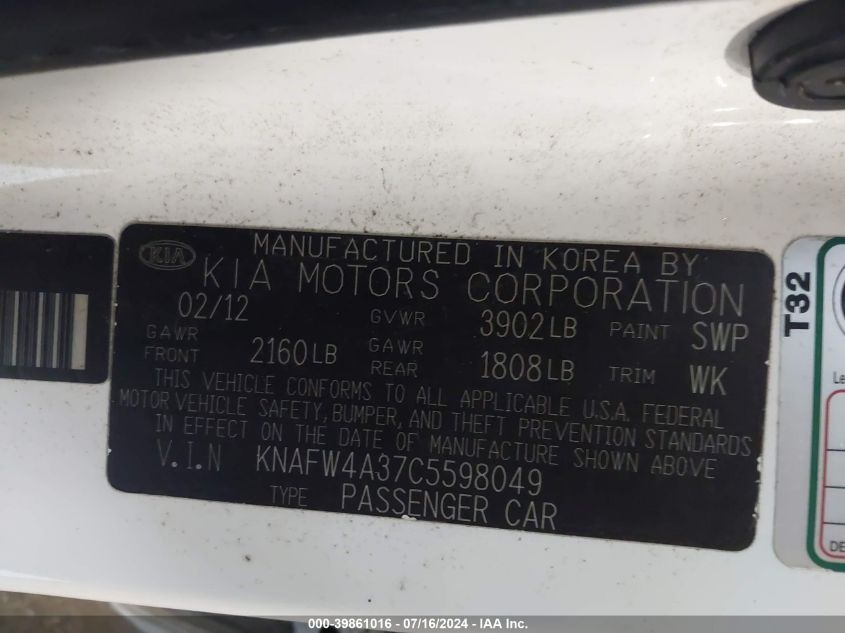 MANUFACTURED IN KOREA BY
KIA KIA MOTORS CORPORATION
02/12 GVWR 3902LB PAINT SWP
GAWR FRONT 2160LB GAWR REAR 1808LB TRIM WK
THIS VEHICLE CONFORMS TO ALL APPLICABLE U.S.A. FEDERAL
MOTOR VEHICLE SAFETY, BUMPER, AND THEFT PREVENTION STANDARDS
IN EFFECT ON THE DATE OF MANUFACTURE SHOWN ABOVE
V.I.N KNAFW4A37C5598049
TYPE PASSENGER CAR
T32
Le
DE
000-39861016 - 07/16/2024 - IAA Inc.